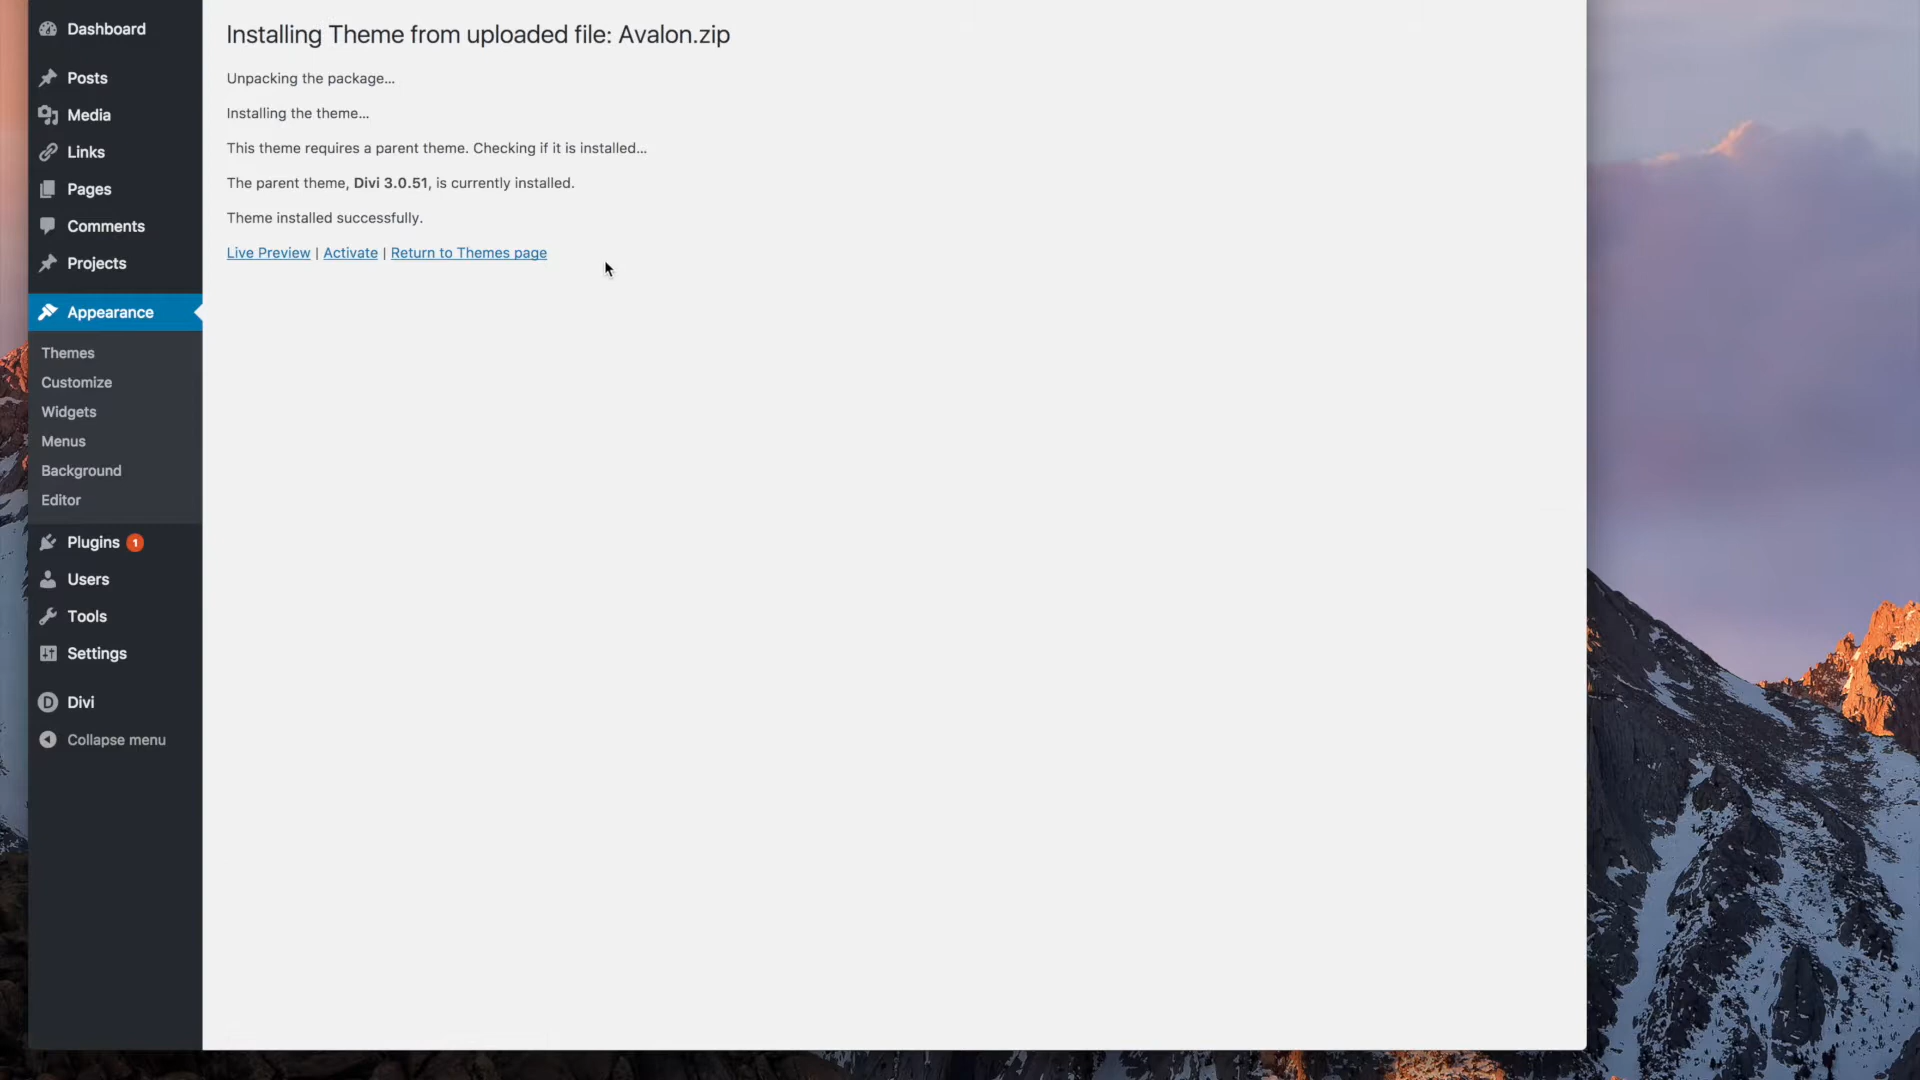 Dashboard
Posts
Media
Links
Pages
Comments
Projects
Appearance
Themes
Customize
Widgets
Menus
Background
Editor
Plugins 1
Users
Tools
Settings
D Divi
Collapse menu
Installing Theme from uploaded file: Avalon.zip
Unpacking the package…
Installing the theme…
This theme requires a parent theme. Checking if it is installed…
The parent theme, Divi 3.0.51, is currently installed.
Theme installed successfully.
Live Preview | Activate | Return to Themes page